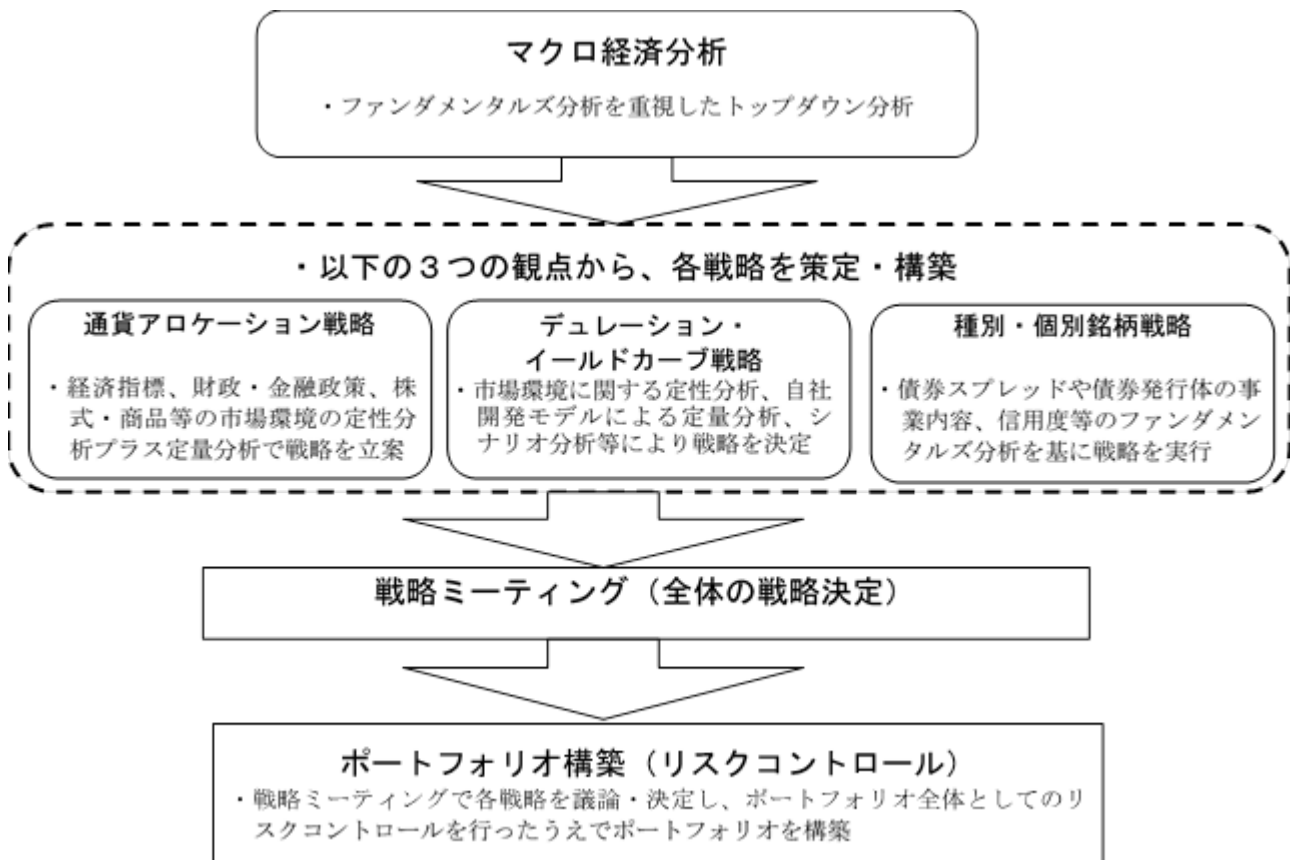 マクロ経済分析
・ファンダメンタルズ分析を重視したトップダウン分析
・以下の３つの観点から、各戦略を策定・構築
通貨アロケーション戦略
・経済指標、財政・金融政策、株
式・商品等の市場環境の定性分
析プラス定量分析で戦略を立案
デュレーション・
イールドカーブ戦略
・市場環境に関する定性分析、自社
開発モデルによる定量分析、シ
ナリオ分析等により戦略を決定
種別・個別銘柄戦略
・債券スプレッドや債券発行体の事
業内容、信用度等のファンダメン
タルズ分析を基に戦略を実行
戦略ミーティング（全体の戦略決定）
ポートフォリオ構築（リスクコントロール）
・戦略ミーティングで各戦略を議論・決定し、ポートフォリオ全体としてのリ
スクコントロールを行ったうえでポートフォリオを構築